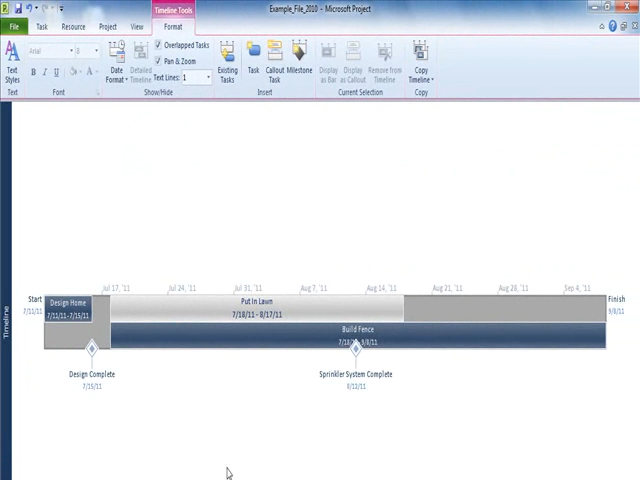 Timeline Tools
Example_File_2010 - Microsoft Project
File Task Resource Project View Format
Text Styles
Arial
8
B I U
A
Font
Date Format
Detailed Timeline
Overlapped Tasks
Pan & Zoom
Text Lines: 1
Show/Hide
Existing Tasks
Task
Callout Task
Milestone
Insert
Display as Bar
Display as Callout
Remove from Timeline
Current Selection
Copy Timeline
Copy
Timeline
Jul 17, '11 Jul 24, '11 Jul 31, '11 Aug 7, '11 Aug 14, '11 Aug 21, '11 Aug 28, '11 Sep 4, '11
Start
7/11/11
Design Home
7/11/11 - 7/15/11
Put In Lawn
7/18/11 - 8/17/11
Finish
9/8/11
Build Fence
9/8/11
Design Complete
7/15/11
Sprinkler System Complete
8/12/11